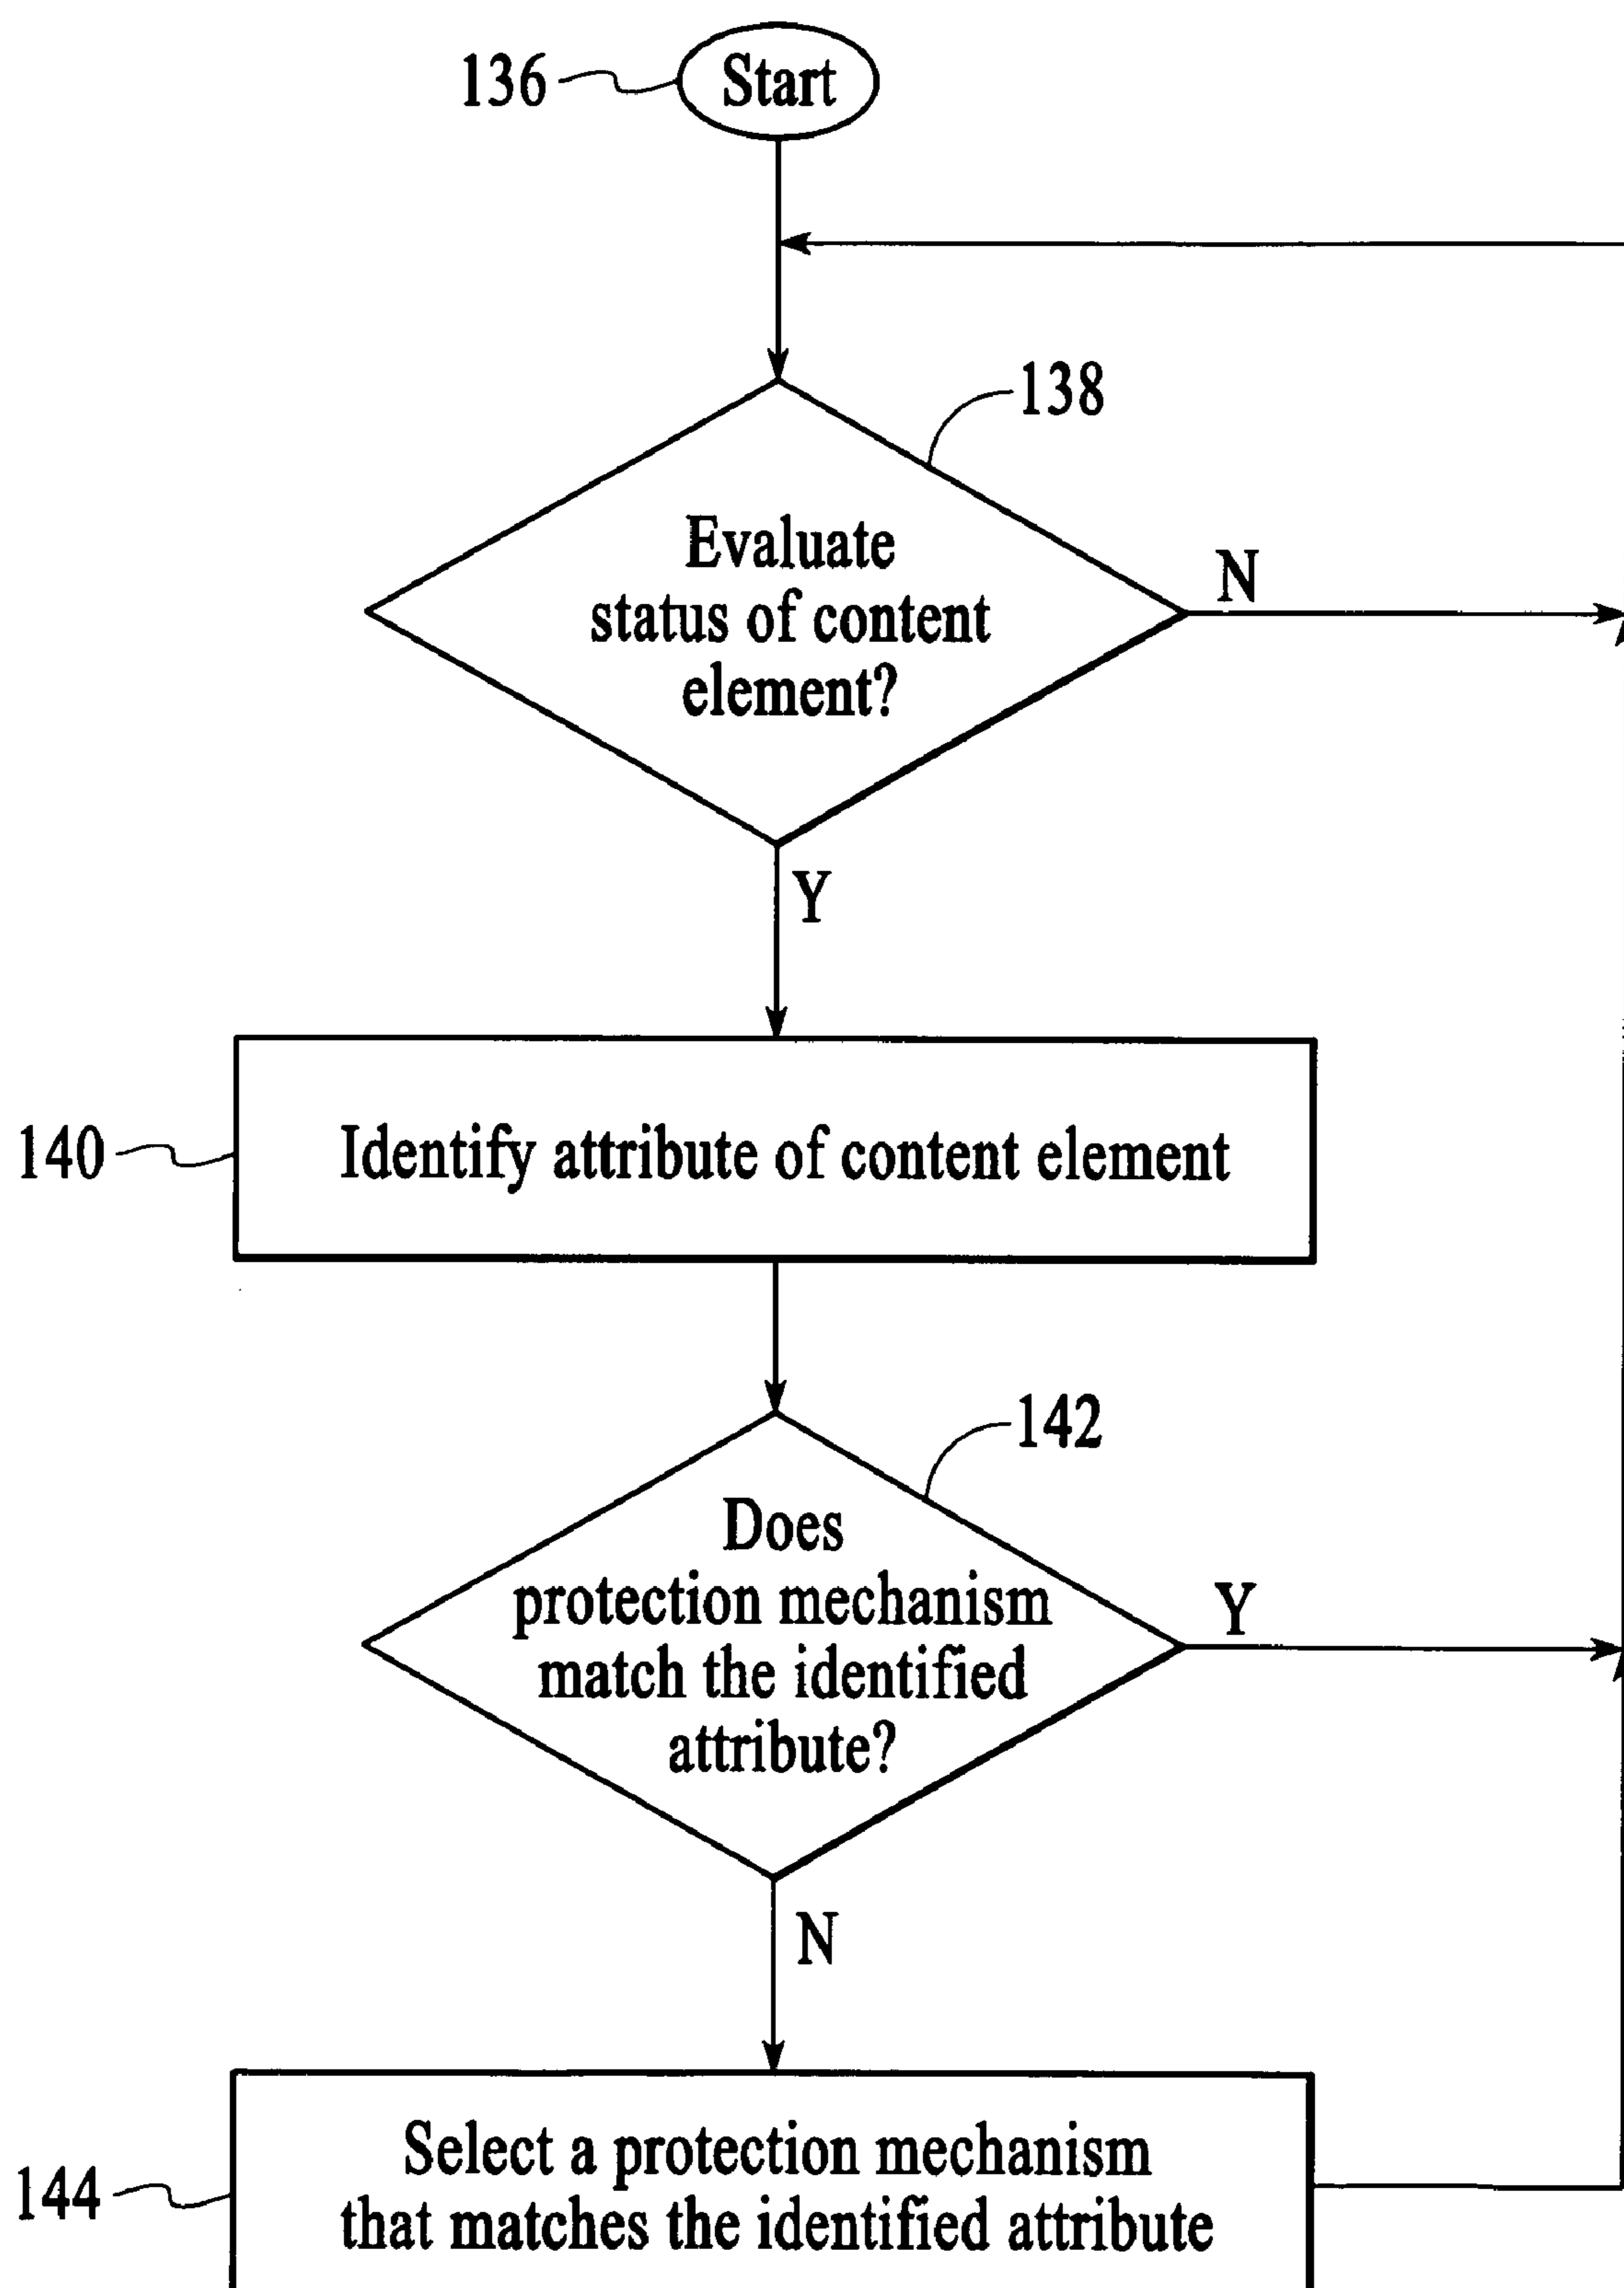 136
Start
138
Evaluate
status of content
element?
N
Y
140
Identify attribute of content element
142
Does
protection mechanism
match the identified
attribute?
Y
N
144
Select a protection mechanism
that matches the identified attribute